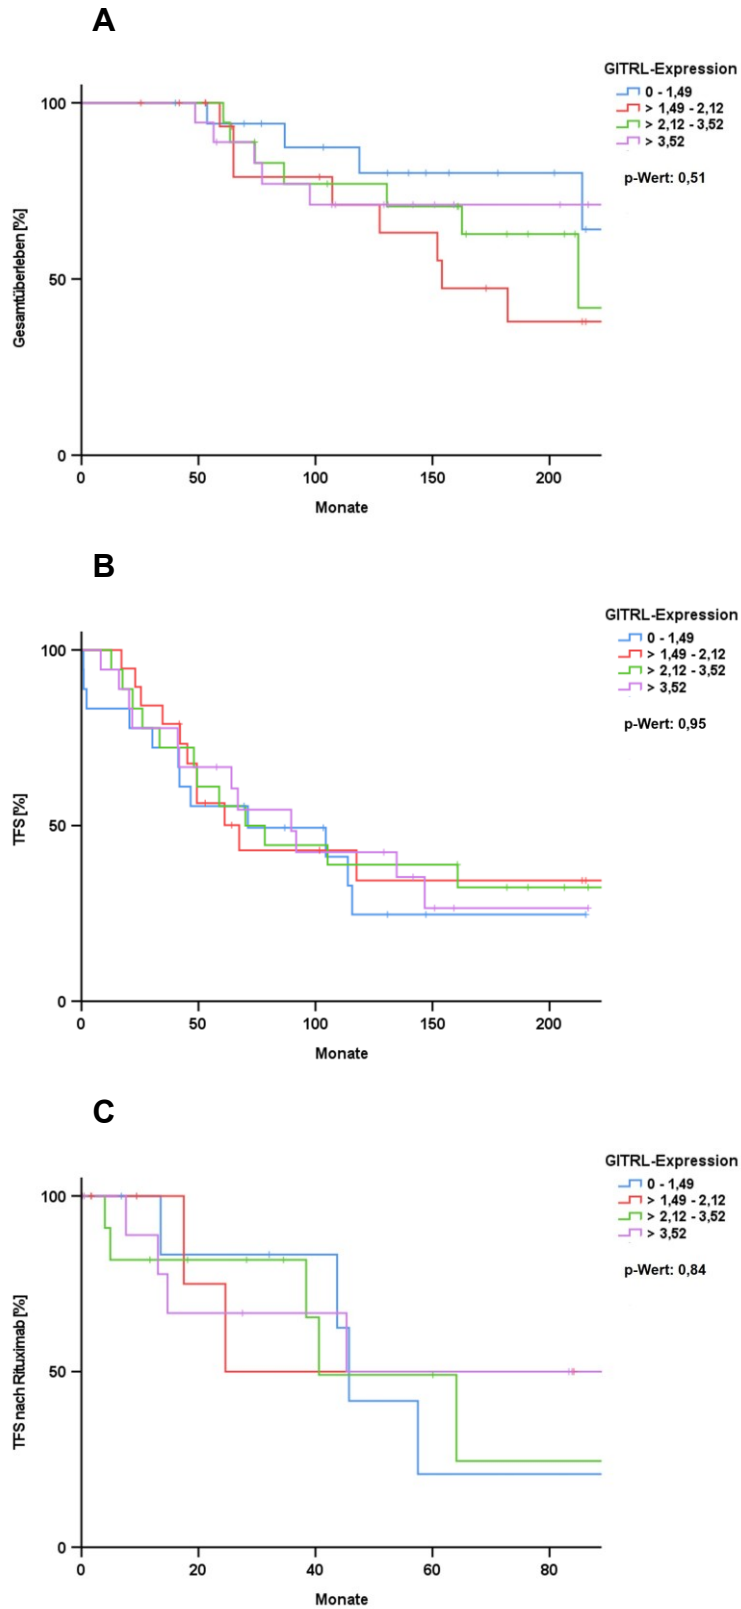 A
GITRL-Expression
0 - 1,49
> 1,49 - 2,12
> 2,12 - 3,52
> 3,52
p-Wert: 0,51
Gesamtüberleben [%]
100
50
0
0 50 100 150 200
Monate
B
GITRL-Expression
0 - 1,49
> 1,49 - 2,12
> 2,12 - 3,52
> 3,52
p-Wert: 0,95
TFS [%]
100
50
0
0 50 100 150 200
Monate
C
GITRL-Expression
0 - 1,49
> 1,49 - 2,12
> 2,12 - 3,52
> 3,52
p-Wert: 0,84
TFS nach Rituximab [%]
100
50
0
0 20 40 60 80
Monate